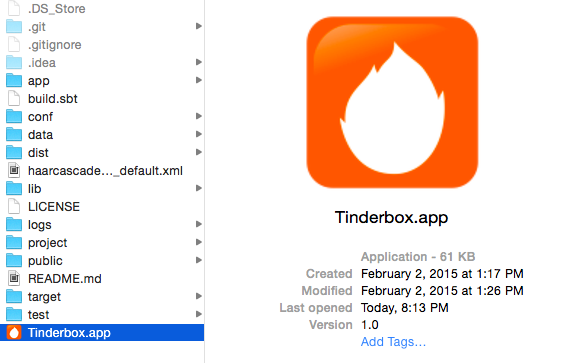 .DS_Store
.git
.gitignore
.idea
app
build.sbt
conf
data
dist
haarcascade…_default.xml
lib
LICENSE
logs
project
public
README.md
target
test
Tinderbox.app
Tinderbox.app
Application - 61 KB
Created February 2, 2015 at 1:17 PM
Modified February 2, 2015 at 1:26 PM
Last opened Today, 8:13 PM
Version 1.0
Add Tags…